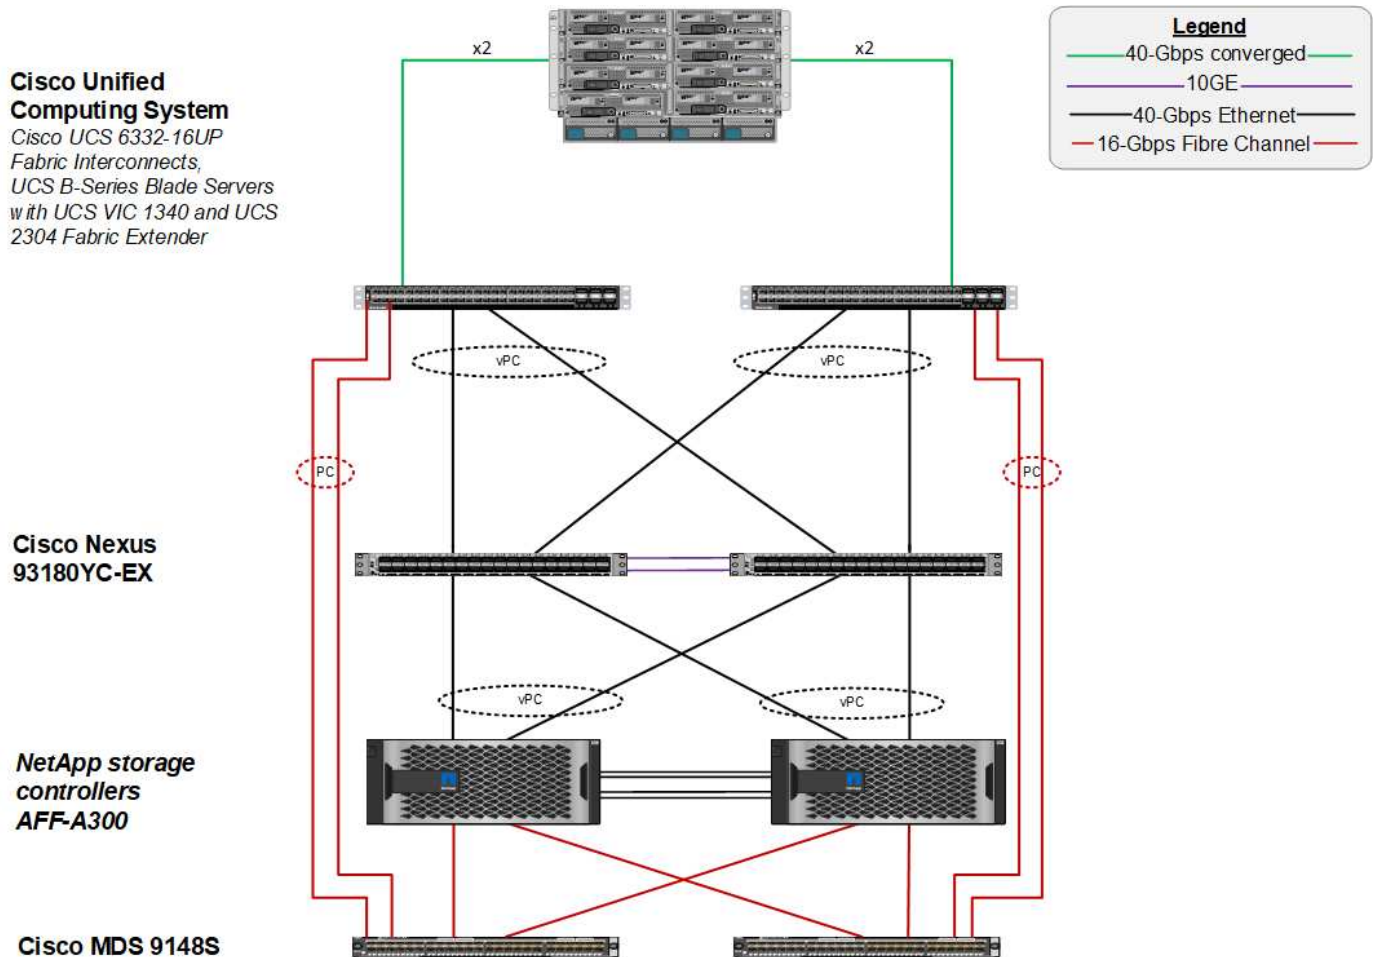 x2
x2
Legend
40-Gbps converged
10GE
40-Gbps Ethernet
16-Gbps Fibre Channel
Cisco Unified
Computing System
Cisco UCS 6332-16UP
Fabric Interconnects,
UCS B-Series Blade Servers
with UCS VIC 1340 and UCS
2304 Fabric Extender
vPC
vPC
PC
PC
Cisco Nexus
93180YC-EX
vPC
vPC
NetApp storage
controllers
AFF-A300
Cisco MDS 9148S